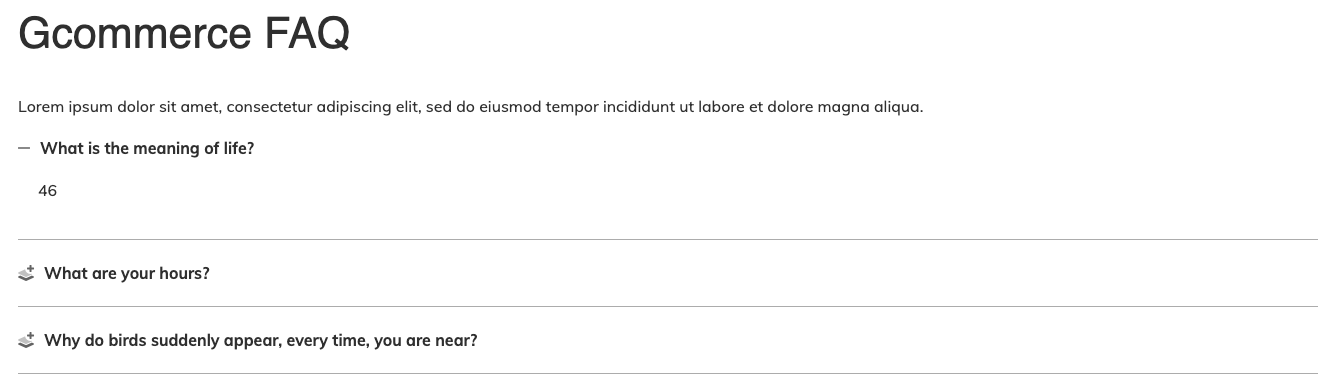 Gcommerce FAQ
Lorem ipsum dolor sit amet, consectetur adipiscing elit, sed do eiusmod tempor incididunt ut labore et dolore magna aliqua.
What is the meaning of life?
46
What are your hours?
Why do birds suddenly appear, every time, you are near?